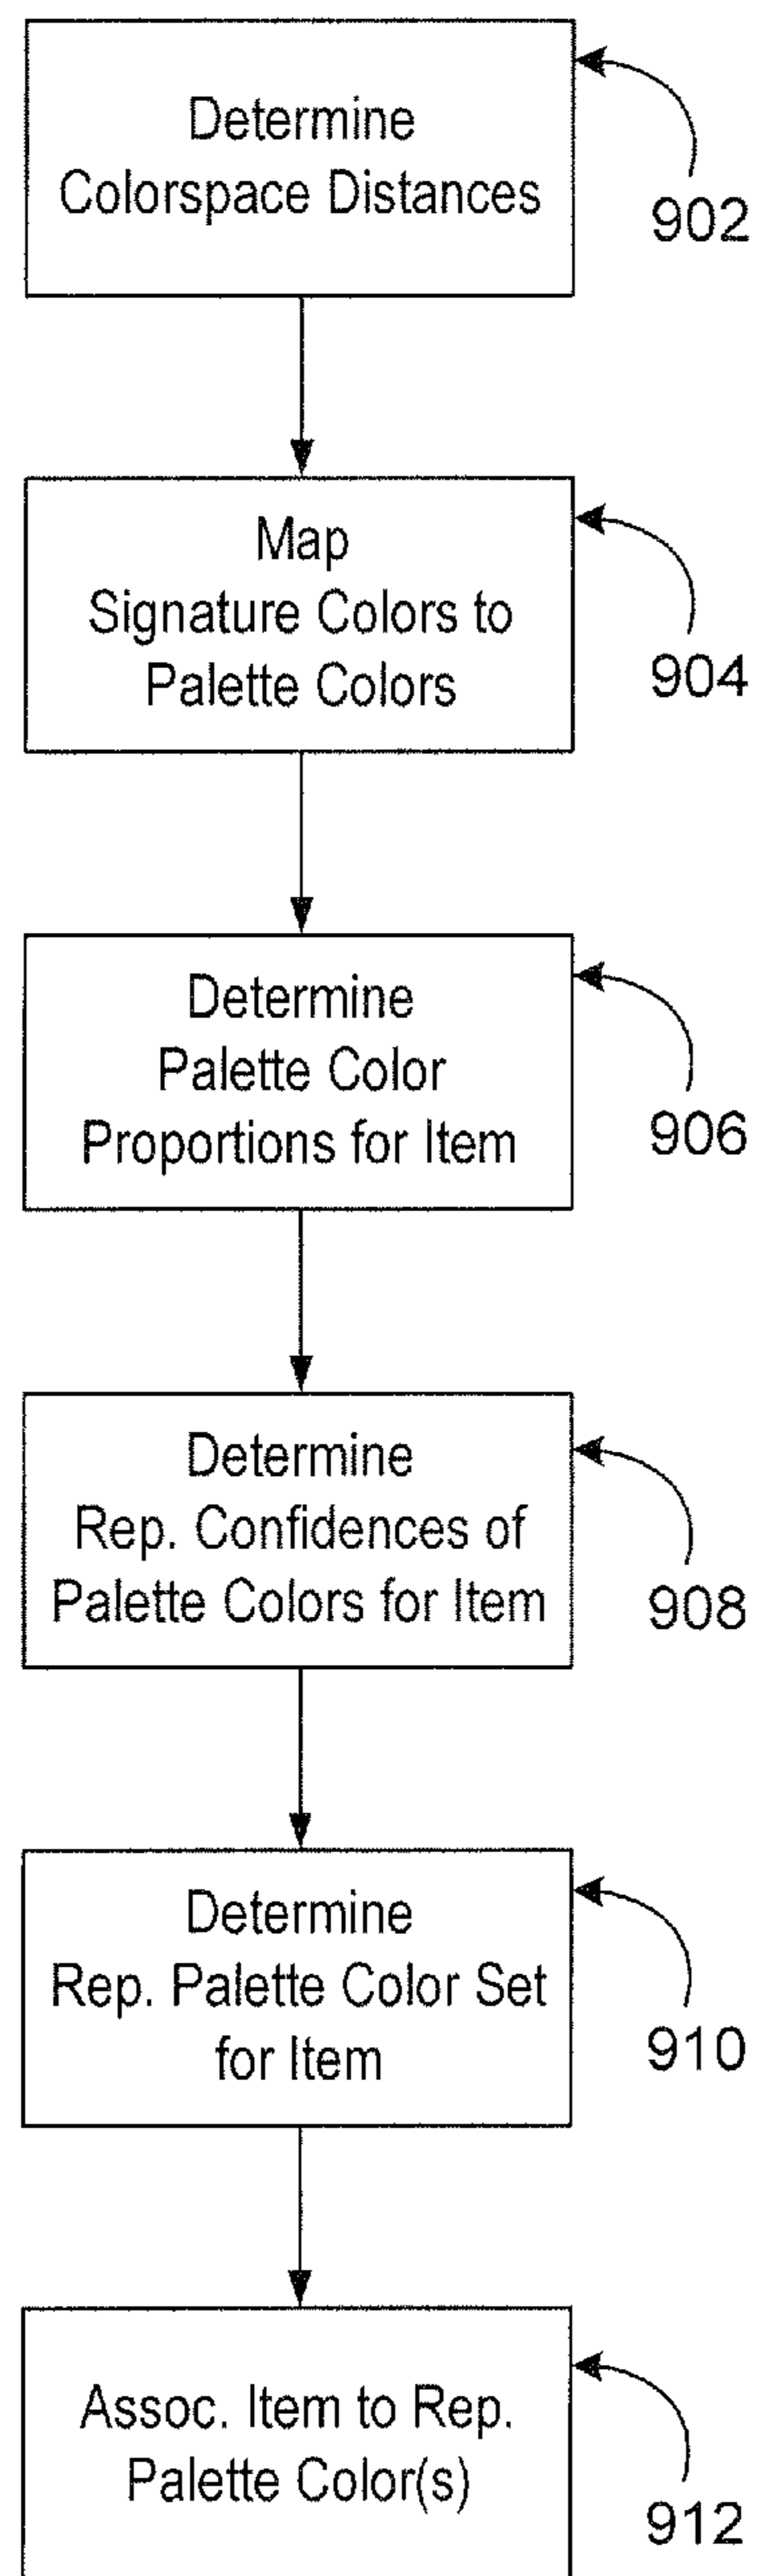 Determine
Colorspace Distances
902
Map
Signature Colors to
Palette Colors
904
Determine
Palette Color
Proportions for Item
906
Determine
Rep. Confidences of
Palette Colors for Item
908
Determine
Rep. Palette Color Set
for Item
910
Assoc. Item to Rep.
Palette Color(s)
912